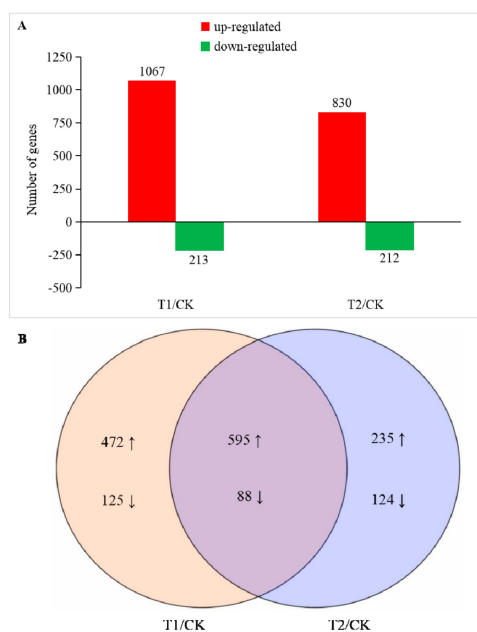 A
up-regulated
down-regulated
Number of genes
1250
1000
750
500
250
0
-250
-500
1067
213
830
212
T1/CK T2/CK
B
472 ↑ 595 ↑ 235 ↑
125 ↓ 88 ↓ 124 ↓
T1/CK T2/CK